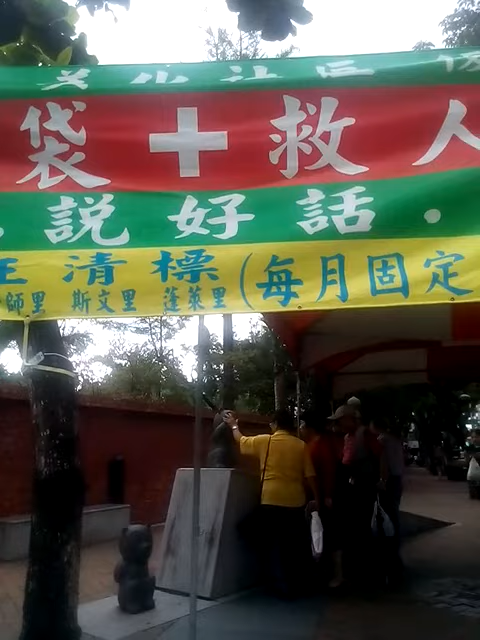 袋✚救人
說好話．
王清標(每月固定
師里 斯文里 蓬萊里